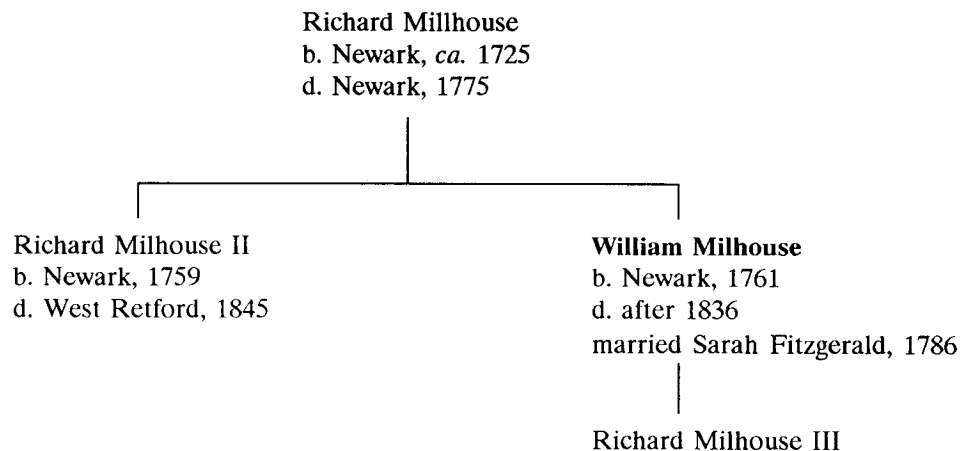 Richard Millhouse
b. Newark, ca. 1725
d. Newark, 1775
Richard Milhouse II
b. Newark, 1759
d. West Retford, 1845
William Milhouse
b. Newark, 1761
d. after 1836
married Sarah Fitzgerald, 1786
Richard Milhouse III